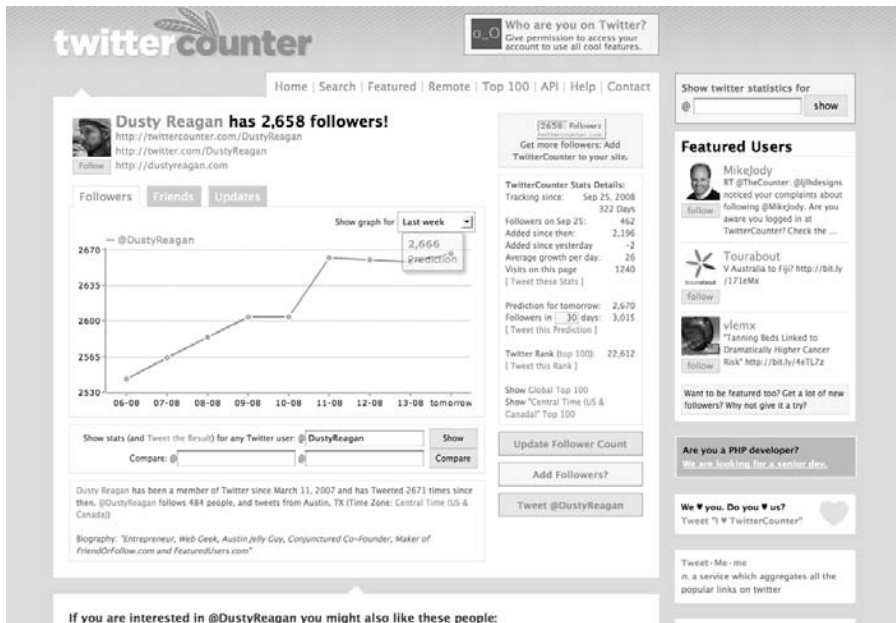 twittercounter
o_O
Who are you on Twitter?
Give permission to access your
account to use all cool features.
Home | Search | Featured | Remote | Top 100 | API | Help | Contact
Dusty Reagan has 2,658 followers!
http://twittercounter.com/DustyReagan
http://twitter.com/DustyReagan
http://dustyreagan.com
Follow
Followers
Friends
Updates
Show graph for Last week
@DustyReagan
2,666
Prediction
2670
2635
2600
2565
2530
06-08 07-08 08-08 09-08 10-08 11-08 12-08 13-08 tomorrow
Show stats (and Tweet the Result) for any Twitter user: @ DustyReagan Show
Compare: @ @ Compare
Dusty Reagan has been a member of Twitter since March 11, 2007 and has Tweeted 2671 times since
then. @DustyReagan follows 484 people, and tweets from Austin, TX (Time Zone: Central Time (US &
Canada))
Biography: "Entrepreneur, Web Geek, Austin Jelly Guy, Conjunctured Co-Founder, Maker of
FriendOrFollow.com and FeaturedUsers.com"
2658 Followers
twittercounter.com
Get more followers: Add
TwitterCounter to your site.
TwitterCounter Stats Details:
Tracking since: Sep 25, 2008
322 Days
Followers on Sep 25: 462
Added since then: 2,196
Added since yesterday -2
Average growth per day: 26
Visits on this page 1240
[ Tweet these Stats ]
Prediction for tomorrow: 2,670
Followers in 30 days: 3,015
[ Tweet this Prediction ]
Twitter Rank (top 100): 22,612
[ Tweet this Rank ]
Show Global Top 100
Show "Central Time (US &
Canada)" Top 100
Update Follower Count
Add Followers?
Tweet @DustyReagan
Show twitter statistics for
@ show
Featured Users
MikeJody
RT @TheCounter: @ljlhdesigns
noticed your complaints about
following @MikeJody. Are you
aware you logged in at
TwitterCounter? Check the ...
follow
Tourabout
V Australia to Fiji? http://bit.ly
/171eMx
tourabout
follow
vlemx
"Tanning Beds Linked to
Dramatically Higher Cancer
Risk" http://bit.ly/4eTL7z
follow
Want to be featured too? Get a lot of new
followers? Why not give it a try?
Are you a PHP developer?
We are looking for a senior dev.
We ♥ you. Do you ♥ us?
Tweet "I ♥ TwitterCounter"
Tweet-Me-me
n. a service which aggregates all the
popular links on twitter
If you are interested in @DustyReagan you might also like these people: